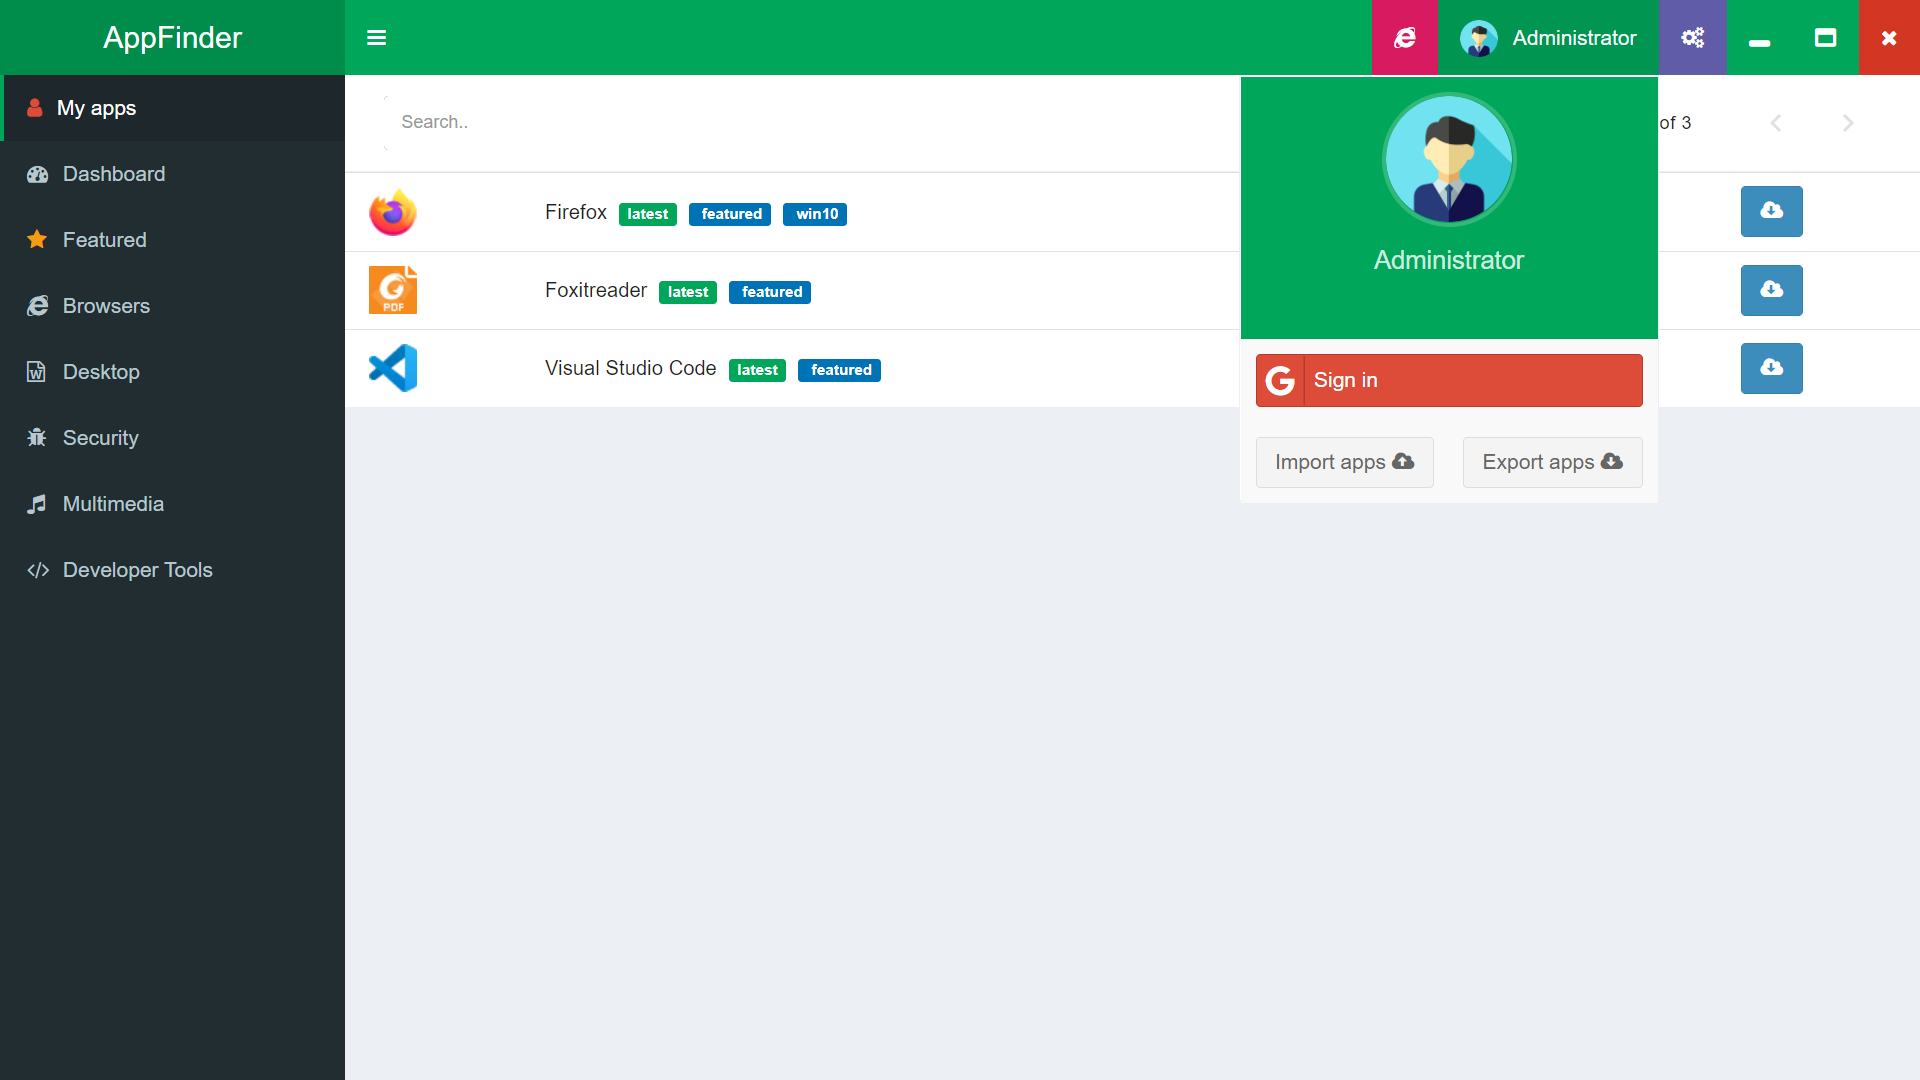 AppFinder
Administrator
My apps
Dashboard
Featured
Browsers
Desktop
Security
Multimedia
Developer Tools
Search..
of 3
Firefox latest featured win10
Foxitreader latest featured
Visual Studio Code latest featured
PDF
Administrator
Sign in
Import apps
Export apps